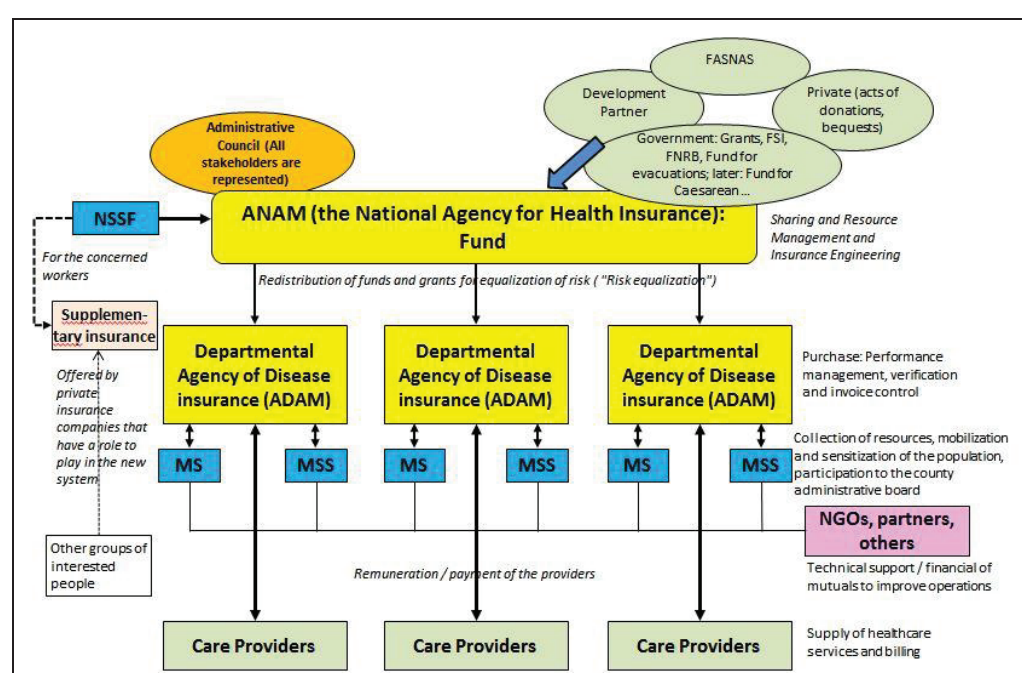 FASNAS
Development
Partner
Private (acts of
donations,
bequests)
Administrative
Council (All
stakeholders are
represented)
Government: Grants, FSI,
FNRB, Fund for
evacuations; later: Fund for
Caesarean ...
NSSF
ANAM (the National Agency for Health Insurance):
Fund
Sharing and Resource
Management and
Insurance Engineering
For the concerned
workers
Redistribution of funds and grants for equalization of risk ( "Risk equalization")
Supplemen-
tary insurance
Departmental
Agency of Disease
insurance (ADAM)
Departmental
Agency of Disease
insurance (ADAM)
Departmental
Agency of Disease
insurance (ADAM)
Purchase: Performance
management, verification
and invoice control
Offered by
private
insurance
companies that
have a role to
play in the new
system
MS
MSS
MS
MSS
MS
MSS
Collection of resources, mobilization
and sensitization of the population,
participation to the county
administrative board
NGOs, partners,
others
Other groups of
interested
people
Remuneration / payment of the providers
Technical support / financial of
mutuals to improve operations
Care Providers
Care Providers
Care Providers
Supply of healthcare
services and billing